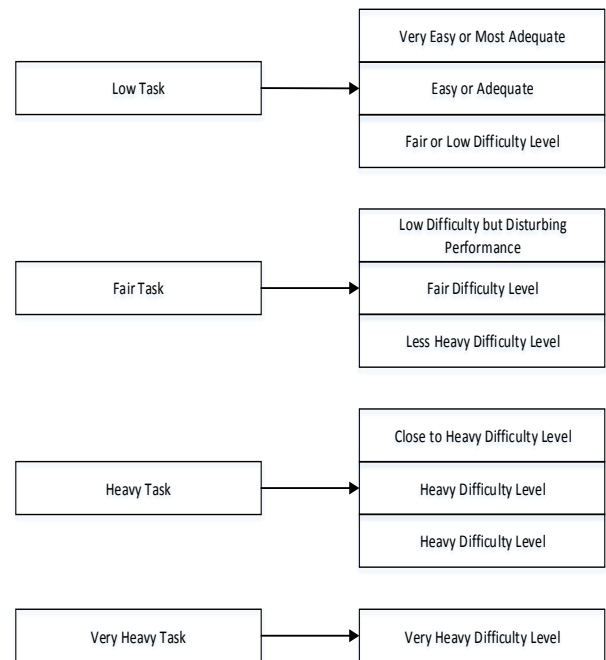 Very Easy or Most Adequate
Low Task
Easy or Adequate
Fair or Low Difficulty Level
Low Difficulty but Disturbing
Performance
Fair Task
Fair Difficulty Level
Less Heavy Difficulty Level
Close to Heavy Difficulty Level
Heavy Task
Heavy Difficulty Level
Heavy Difficulty Level
Very Heavy Task
Very Heavy Difficulty Level